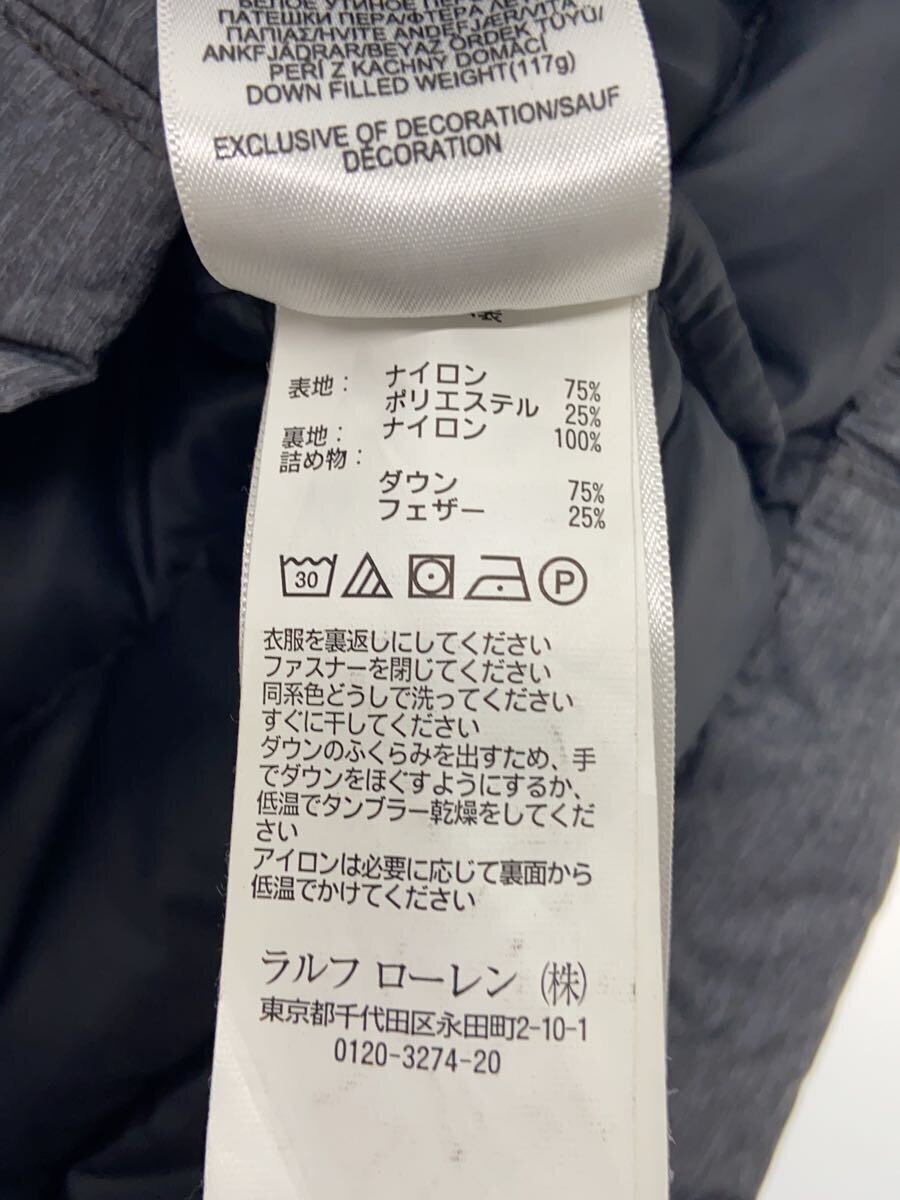 БЕЛОЕ УТИНОЕ ПЕРО
ПАТЕШКИ ПЕРА/ΦΤΕΡΑ ΛΕΥΚΗΣ
ΠΑΠΙΑΣ/HVITE ANDEFJÆR/VITA
ANKFJÄDRAR/BEYAZ ÖRDEK TÜYÜ/
PEŘÍ Z KACHNÝ DOMÁCÍ
DOWN FILLED WEIGHT(117g)
EXCLUSIVE OF DECORATION/SAUF
DÉCORATION
表地: ナイロン 75%
ポリエステル 25%
裏地: ナイロン 100%
詰め物:
ダウン 75%
フェザー 25%
30 P
衣服を裏返しにしてください
ファスナーを閉じてください
同系色どうしで洗ってください
すぐに干してください
ダウンのふくらみを出すため、手
でダウンをほぐすようにするか、
低温でタンブラー乾燥をしてくだ
さい
アイロンは必要に応じて裏面から
低温でかけてください
ラルフ ローレン (株)
東京都千代田区永田町2-10-1
0120-3274-20